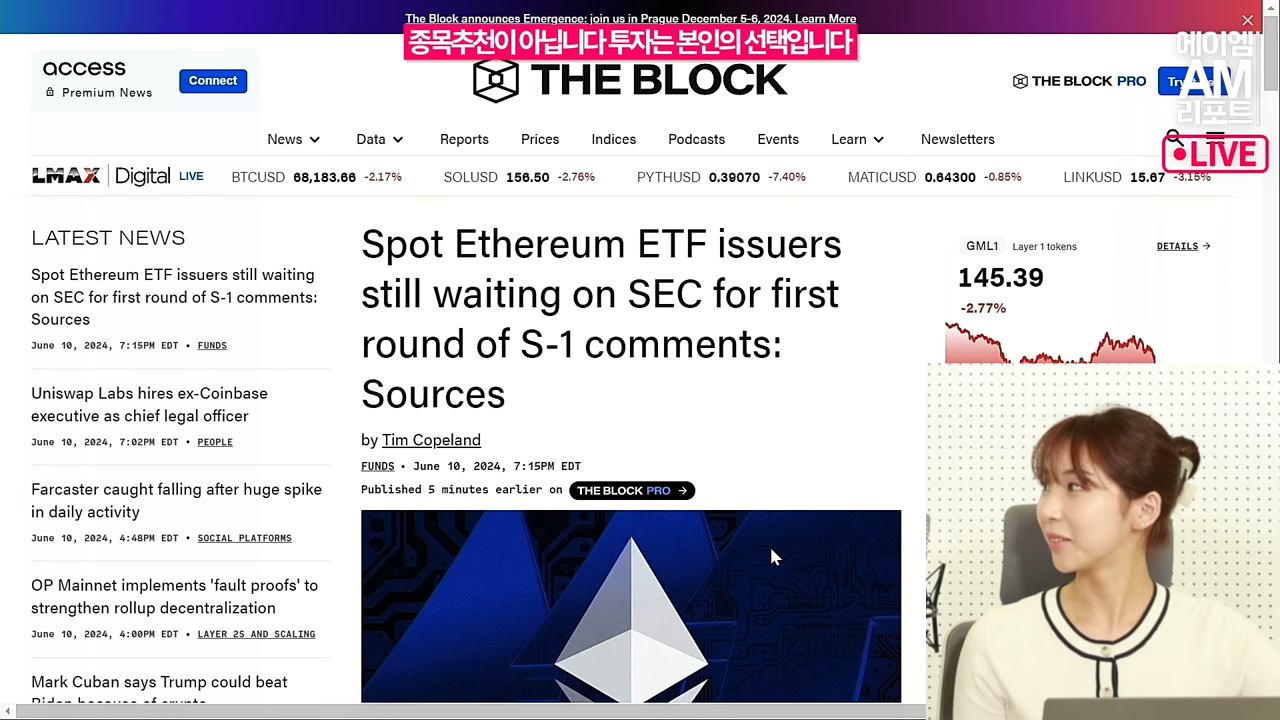 The Block announces Emergence: join us in Prague December 5-6, 2024. Learn More
종목추천이 아닙니다 투자는 본인의 선택입니다
에이엠
AM
리포트
LIVE
access
Premium News
Connect
THE BLOCK
THE BLOCK PRO
News
Data
Reports
Prices
Indices
Podcasts
Events
Learn
Newsletters
LMAX Digital LIVE
BTCUSD 68,183.66 -2.17%
SOLUSD 156.50 -2.76%
PYTHUSD 0.39070 -7.40%
MATICUSD 0.64300 -0.85%
LINKUSD 15.67 -3.15%
LATEST NEWS
Spot Ethereum ETF issuers still waiting
on SEC for first round of S-1 comments:
Sources
June 10, 2024, 7:15PM EDT • FUNDS
Uniswap Labs hires ex-Coinbase
executive as chief legal officer
June 10, 2024, 7:02PM EDT • PEOPLE
Farcaster caught falling after huge spike
in daily activity
June 10, 2024, 4:48PM EDT • SOCIAL PLATFORMS
OP Mainnet implements 'fault proofs' to
strengthen rollup decentralization
June 10, 2024, 4:00PM EDT • LAYER 2S AND SCALING
Mark Cuban says Trump could beat
Biden because of crypto
Spot Ethereum ETF issuers
still waiting on SEC for first
round of S-1 comments:
Sources
by Tim Copeland
FUNDS • June 10, 2024, 7:15PM EDT
Published 5 minutes earlier on THE BLOCK PRO →
GML1 Layer 1 tokens
DETAILS →
145.39
-2.77%